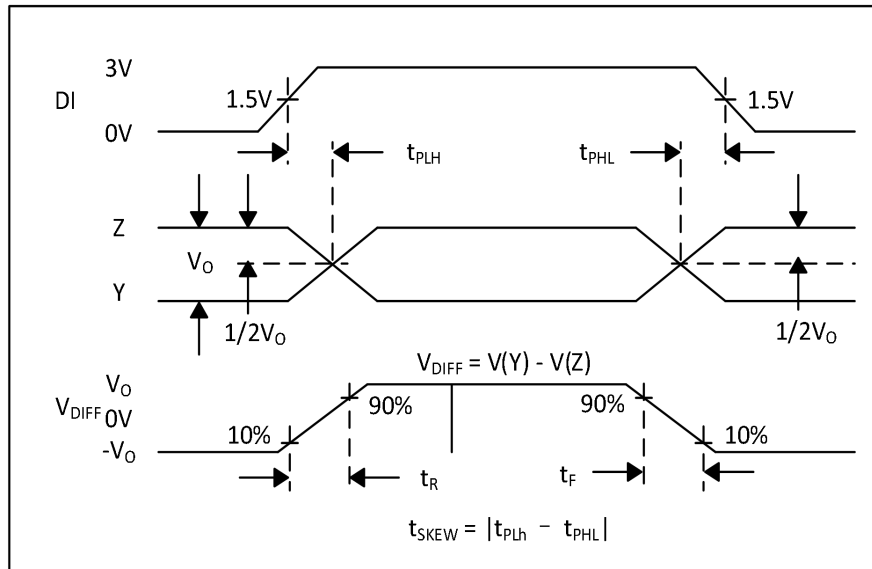 3V
DI
1.5V
1.5V
0V
tPLH
tPHL
Z
VO
Y
1/2VO
1/2VO
VDIFF = V(Y) - V(Z)
VO
VDIFF 0V
90%
90%
10%
10%
-VO
tR
tF
tSKEW = |tPLh - tPHL|